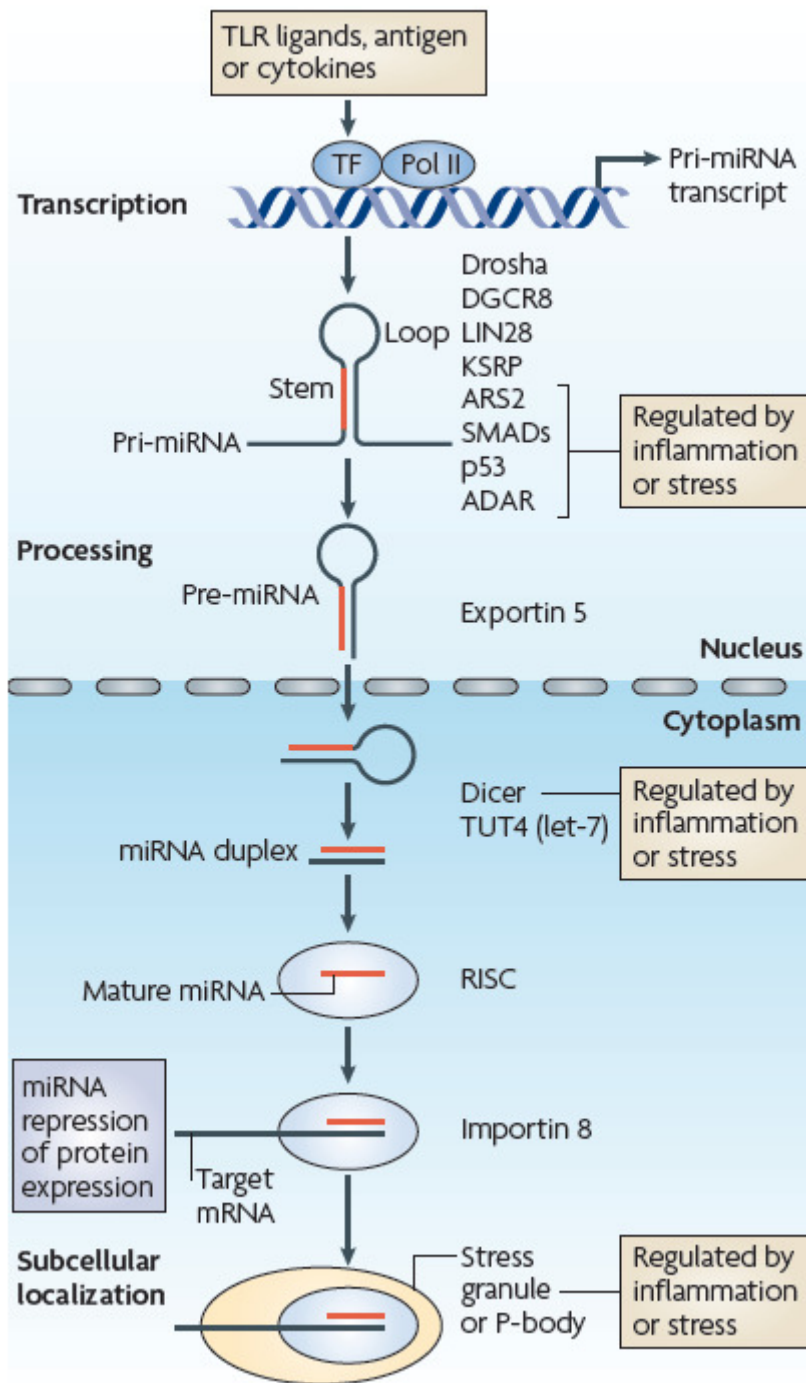 TLR ligands, antigen
or cytokines
TF
Pol II
Pri-miRNA
transcript
Transcription
Drosha
DGCR8
LIN28
KSRP
ARS2
SMADs
p53
ADAR
Loop
Stem
Pri-miRNA
Regulated by
inflammation
or stress
Processing
Pre-miRNA
Exportin 5
Nucleus
Cytoplasm
Dicer
TUT4 (let-7)
Regulated by
inflammation
or stress
miRNA duplex
Mature miRNA
RISC
miRNA
repression
of protein
expression
Importin 8
Target
mRNA
Subcellular
localization
Stress
granule
or P-body
Regulated by
inflammation
or stress